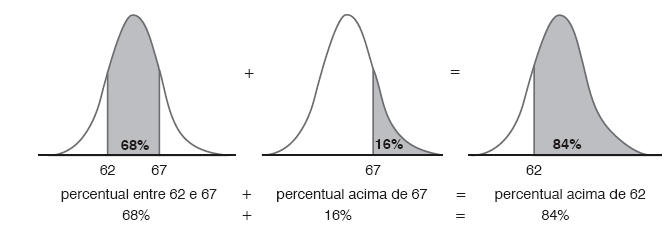 + =
68% 16% 84%
62 67 67 62
percentual entre 62 e 67 + percentual acima de 67 = percentual acima de 62
68% + 16% = 84%